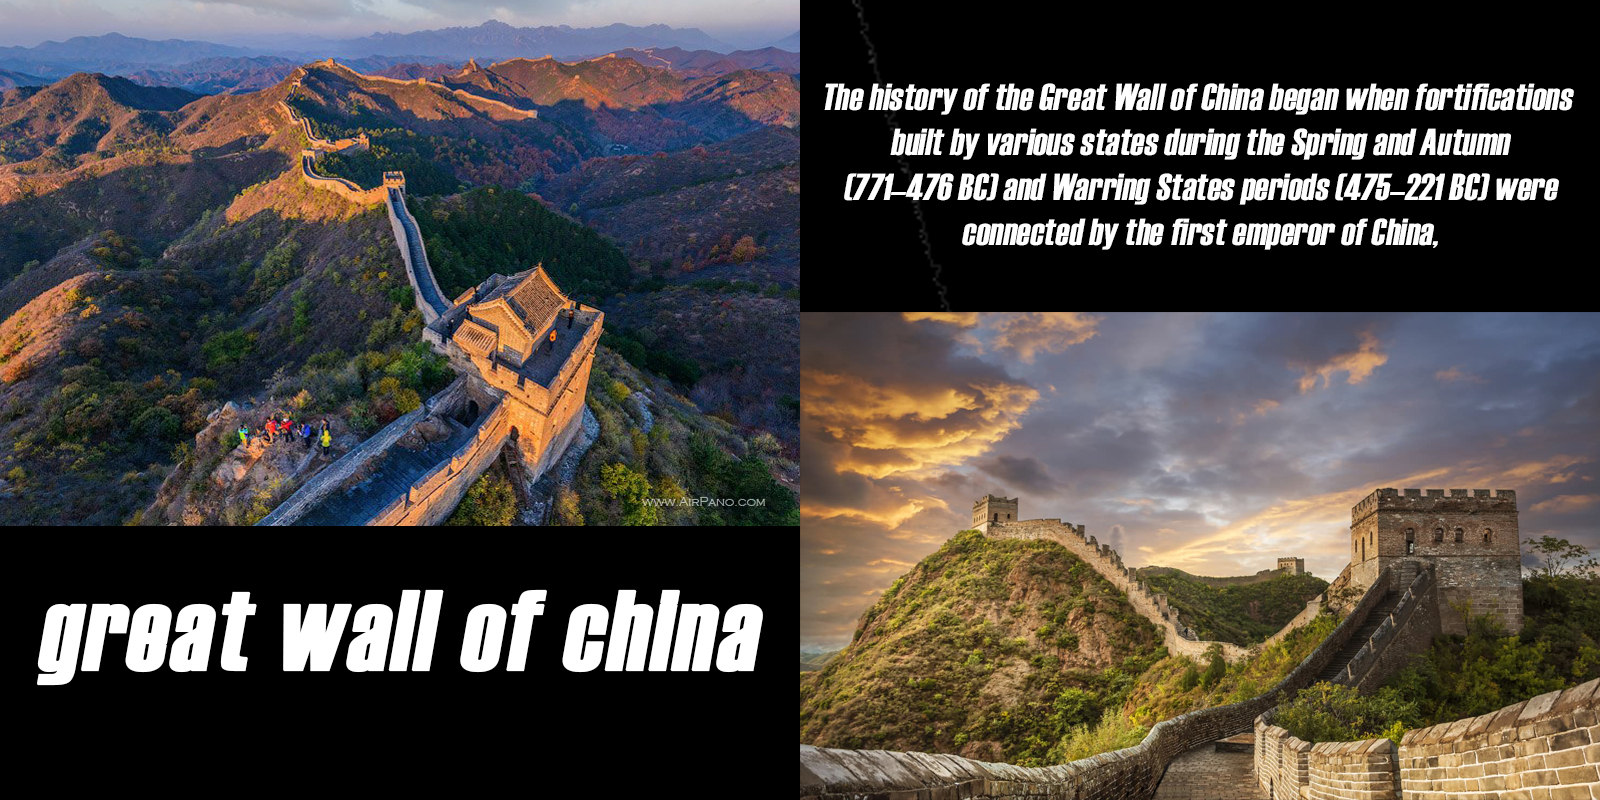 www.AirPano.com
great wall of china
The history of the Great Wall of China began when fortifications
built by various states during the Spring and Autumn
(771–476 BC) and Warring States periods (475–221 BC) were
connected by the first emperor of China,